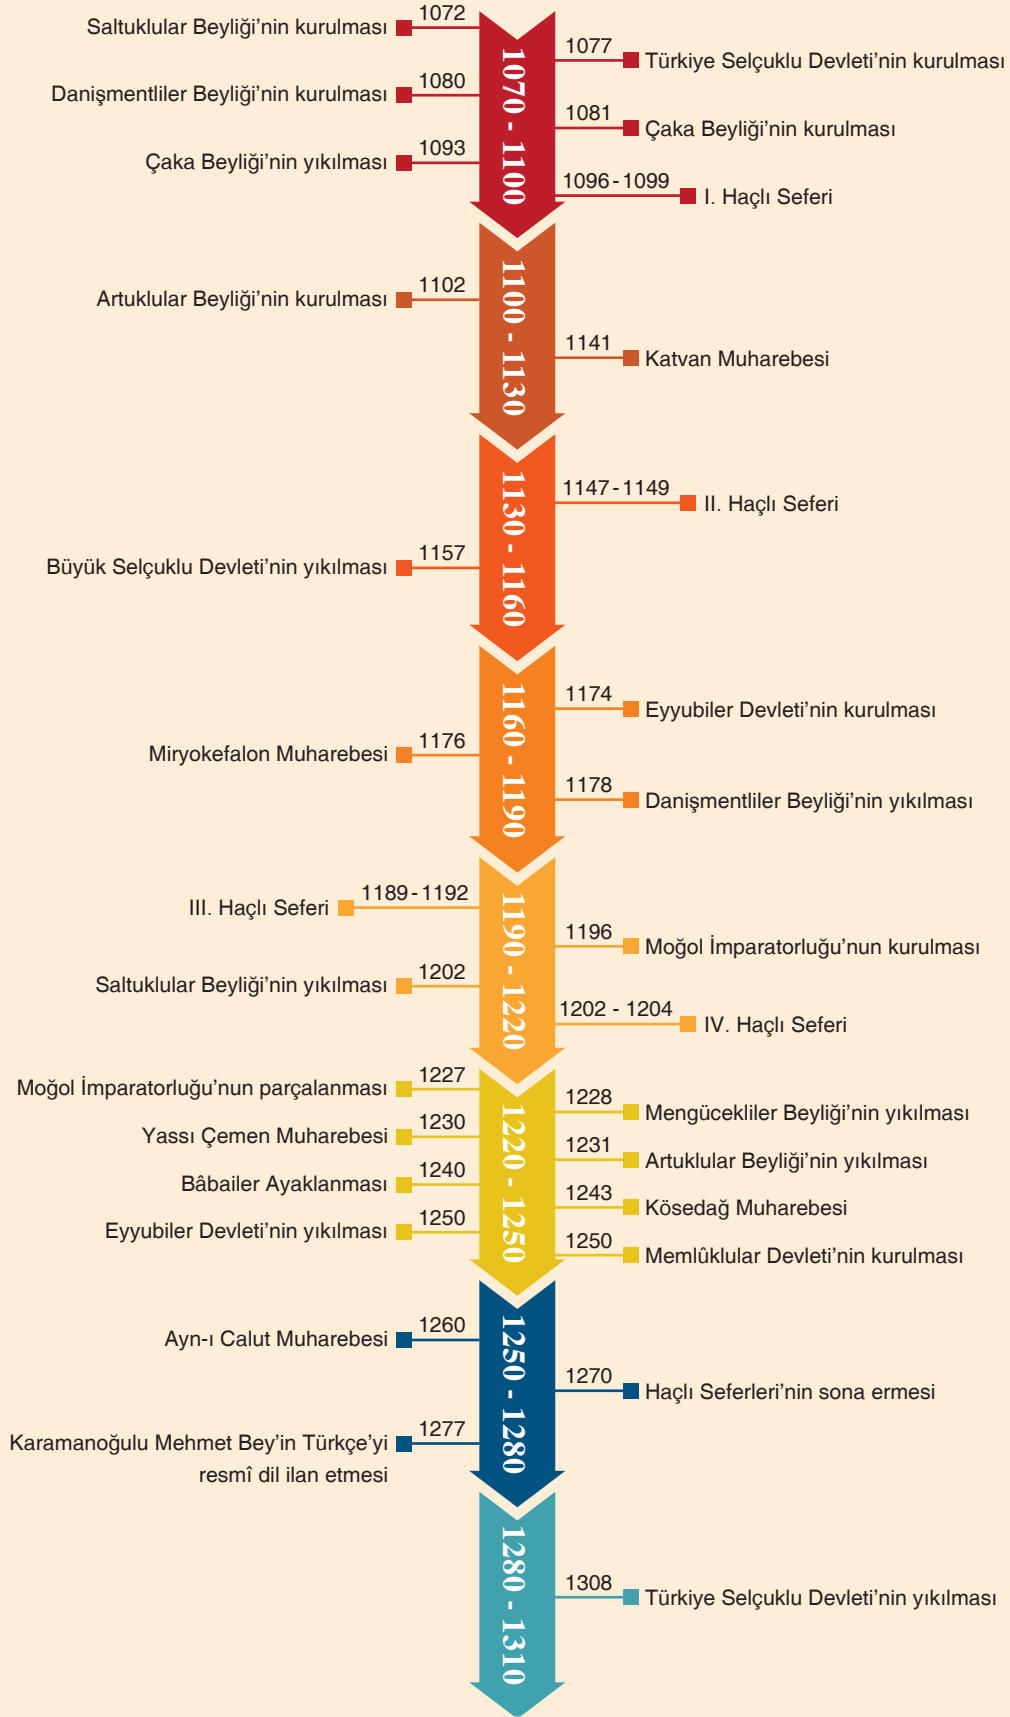 1072
Saltuklular Beyliği’nin kurulması
1077
Türkiye Selçuklu Devleti’nin kurulması
1080
Danişmentliler Beyliği’nin kurulması
1081
Çaka Beyliği’nin kurulması
1093
Çaka Beyliği’nin yıkılması
1096 - 1099
I. Haçlı Seferi
1070 - 1100
1102
Artuklular Beyliği’nin kurulması
1141
Katvan Muharebesi
1100 - 1130
1147 - 1149
II. Haçlı Seferi
1157
Büyük Selçuklu Devleti’nin yıkılması
1130 - 1160
1174
Eyyubiler Devleti’nin kurulması
1176
Miryokefalon Muharebesi
1178
Danişmentliler Beyliği’nin yıkılması
1160 - 1190
1189 - 1192
III. Haçlı Seferi
1196
Moğol İmparatorluğu’nun kurulması
1202
Saltuklular Beyliği’nin yıkılması
1202 - 1204
IV. Haçlı Seferi
1190 - 1220
1227
Moğol İmparatorluğu’nun parçalanması
1228
Mengücekliler Beyliği’nin yıkılması
1230
Yassı Çemen Muharebesi
1231
Artuklular Beyliği’nin yıkılması
1240
Bâbailer Ayaklanması
1243
Kösedağ Muharebesi
1250
Eyyubiler Devleti’nin yıkılması
1250
Memlûklular Devleti’nin kurulması
1220 - 1250
1260
Ayn-ı Calut Muharebesi
1270
Haçlı Seferleri’nin sona ermesi
1277
Karamanoğulu Mehmet Bey’in Türkçe’yi
resmî dil ilan etmesi
1250 - 1280
1308
Türkiye Selçuklu Devleti’nin yıkılması
1280 - 1310